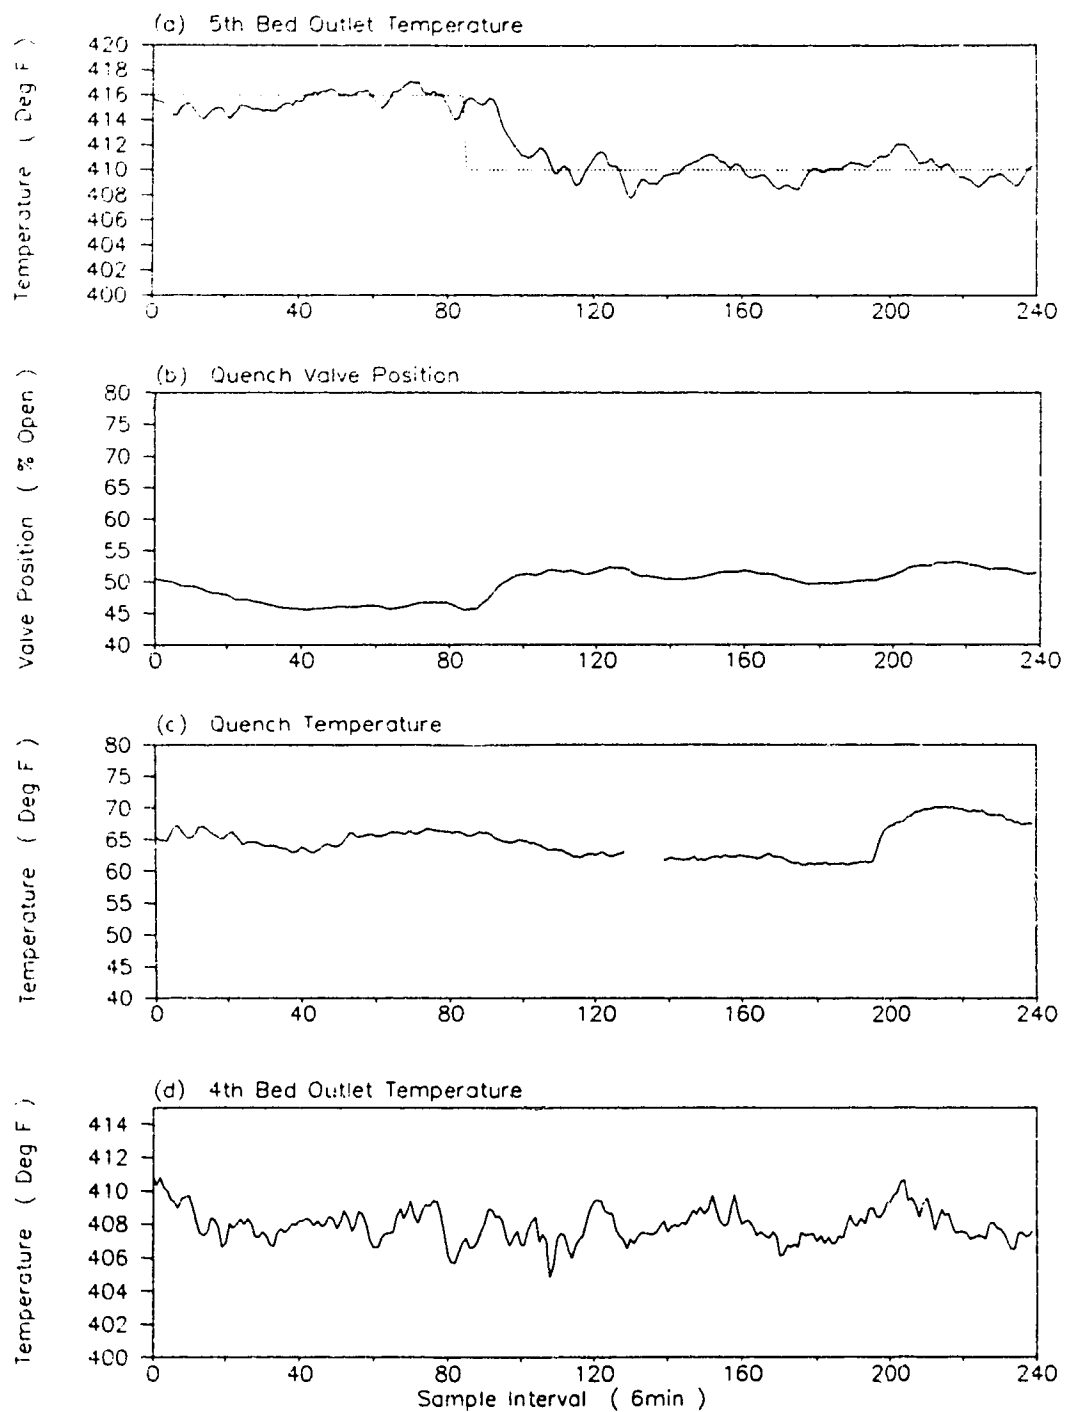 (a) 5th Bed Outlet Temperature
Temperature ( Deg F )
420
418
416
414
412
410
408
406
404
402
400
0 40 80 120 160 200 240
(b) Quench Valve Position
Valve Position ( % Open )
80
75
70
65
60
55
50
45
40
0 40 80 120 160 200 240
(c) Quench Temperature
Temperature ( Deg F )
80
75
70
65
60
55
50
45
40
0 40 80 120 160 200 240
(d) 4th Bed Outlet Temperature
Temperature ( Deg F )
414
412
410
408
406
404
402
400
0 40 80 120 160 200 240
Sample Interval ( 6min )